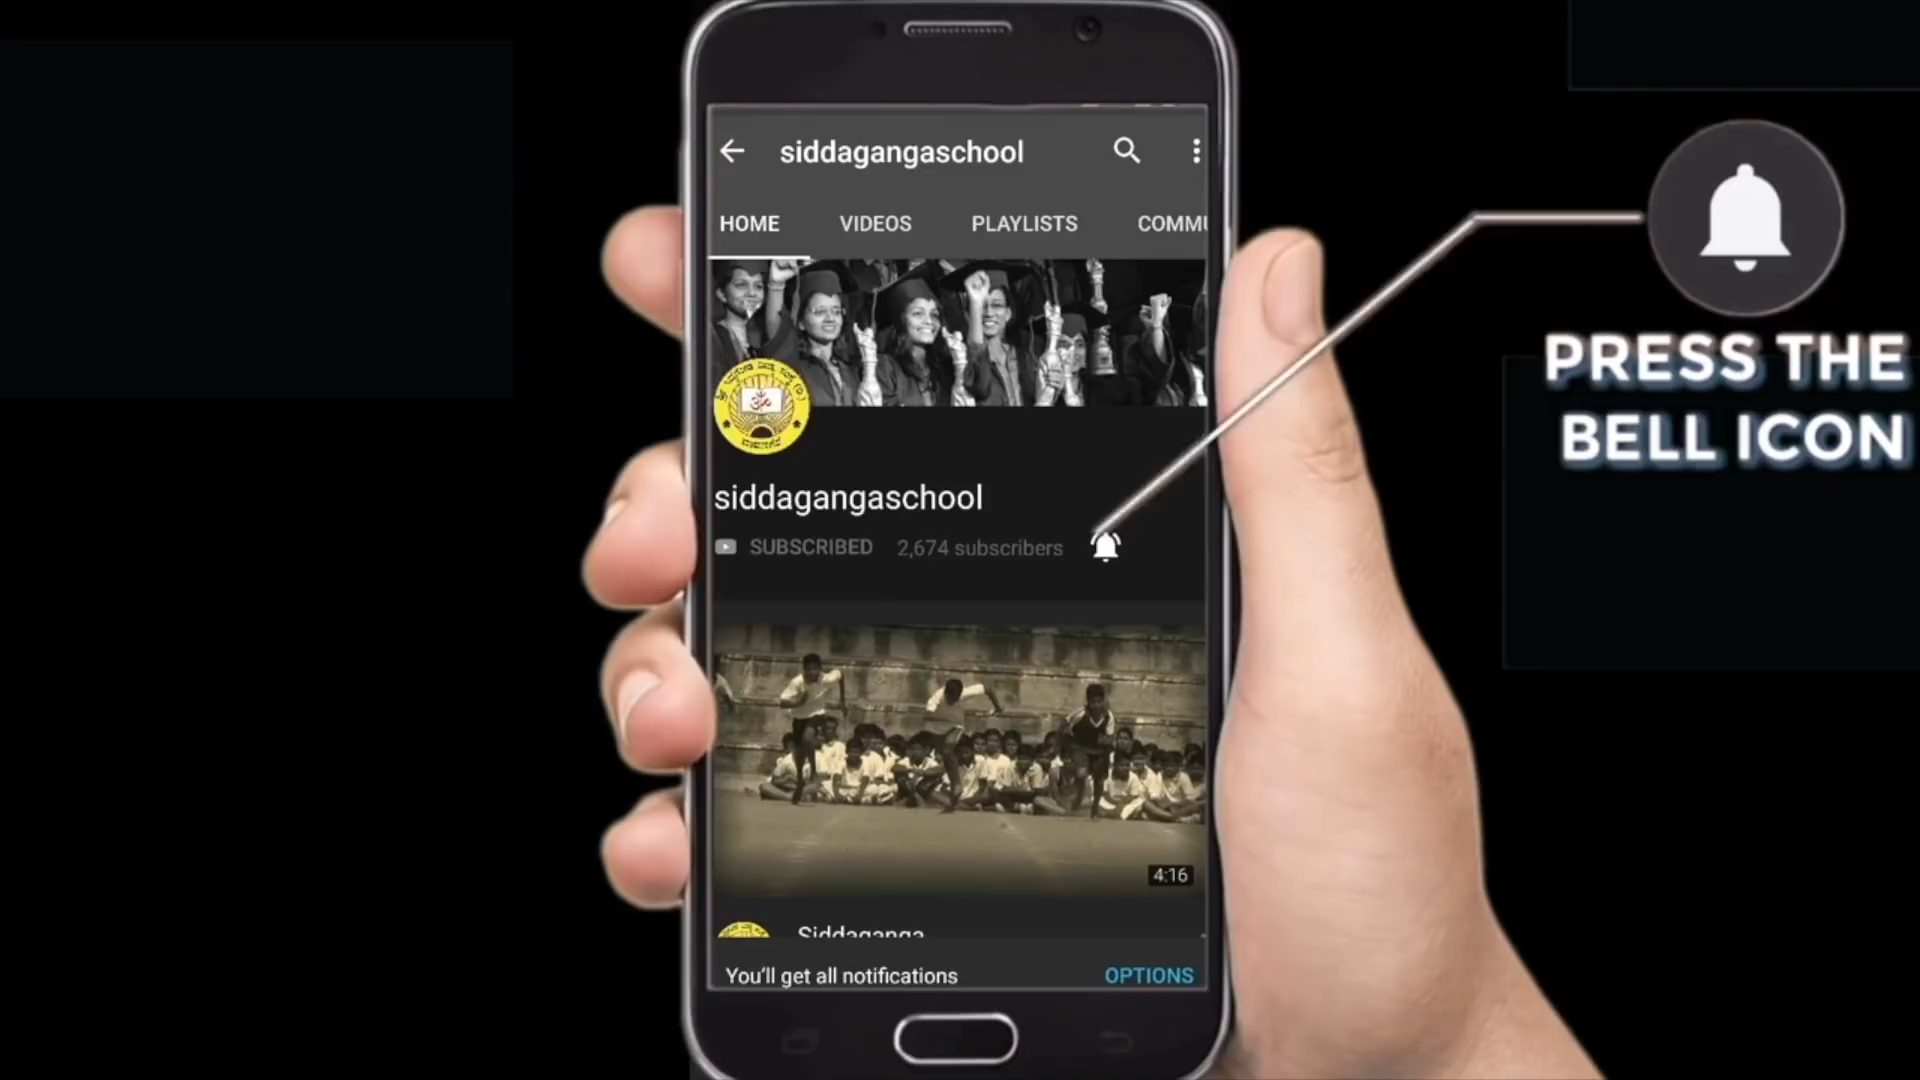 siddagangaschool
HOME VIDEOS PLAYLISTS COMMU
siddagangaschool
SUBSCRIBED 2,674 subscribers
4:16
Siddaganga
You'll get all notifications OPTIONS
PRESS THE
BELL ICON